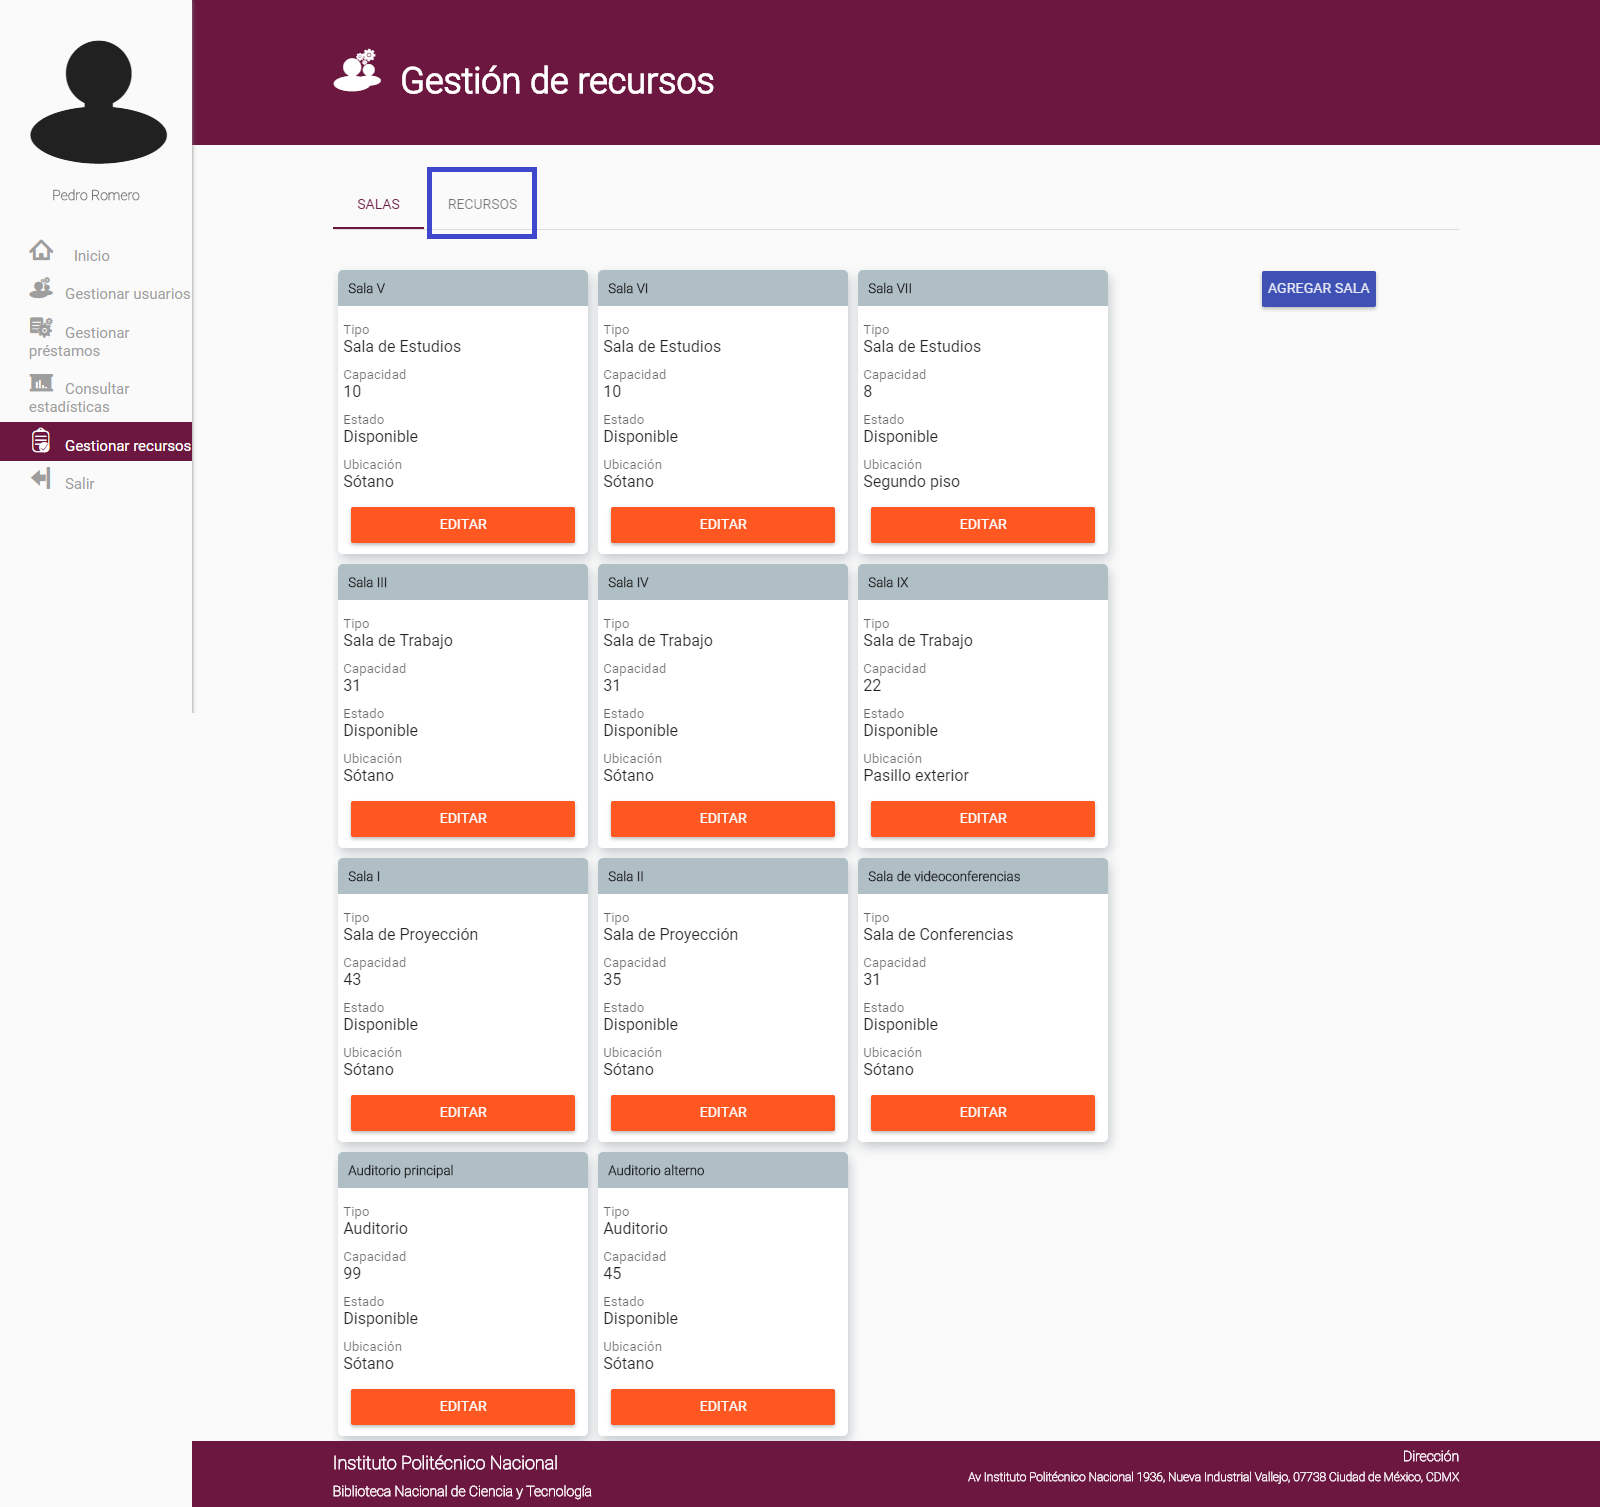 Pedro Romero
Inicio
Gestionar usuarios
Gestionar
préstamos
Consultar
estadísticas
Gestionar recursos
Salir
Gestión de recursos
SALAS
RECURSOS
AGREGAR SALA
Sala V
Tipo
Sala de Estudios
Capacidad
10
Estado
Disponible
Ubicación
Sótano
EDITAR
Sala VI
Tipo
Sala de Estudios
Capacidad
10
Estado
Disponible
Ubicación
Sótano
EDITAR
Sala VII
Tipo
Sala de Estudios
Capacidad
8
Estado
Disponible
Ubicación
Segundo piso
EDITAR
Sala III
Tipo
Sala de Trabajo
Capacidad
31
Estado
Disponible
Ubicación
Sótano
EDITAR
Sala IV
Tipo
Sala de Trabajo
Capacidad
31
Estado
Disponible
Ubicación
Sótano
EDITAR
Sala IX
Tipo
Sala de Trabajo
Capacidad
22
Estado
Disponible
Ubicación
Pasillo exterior
EDITAR
Sala I
Tipo
Sala de Proyección
Capacidad
43
Estado
Disponible
Ubicación
Sótano
EDITAR
Sala II
Tipo
Sala de Proyección
Capacidad
35
Estado
Disponible
Ubicación
Sótano
EDITAR
Sala de videoconferencias
Tipo
Sala de Conferencias
Capacidad
31
Estado
Disponible
Ubicación
Sótano
EDITAR
Auditorio principal
Tipo
Auditorio
Capacidad
99
Estado
Disponible
Ubicación
Sótano
EDITAR
Auditorio alterno
Tipo
Auditorio
Capacidad
45
Estado
Disponible
Ubicación
Sótano
EDITAR
Instituto Politécnico Nacional
Biblioteca Nacional de Ciencia y Tecnología
Dirección
Av Instituto Politécnico Nacional 1936, Nueva Industrial Vallejo, 07738 Ciudad de México, CDMX